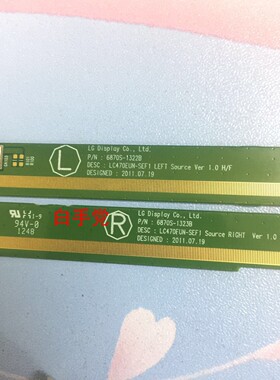 L
LG Display Co., Ltd.
P/N : 6870S-1322B
DESC : LC470EUN-SEF1 LEFT Source Ver 1.0 H/F
DESIGNED : 2011.07.19
94V-0
1248
白手党
R
LG Display Co., Ltd.
P/N : 6870S-1323B
DESC : LC470EUN-SEF1 Source RIGHT Ver 1.0
DESIGNED : 2011.07.19